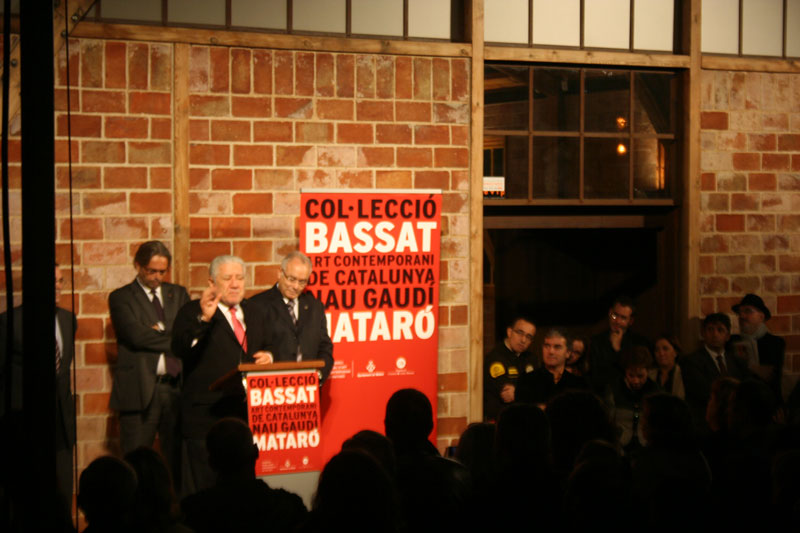 COL·LECCIÓ
BASSAT
ART CONTEMPORANI
DE CATALUNYA
NAU GAUDÍ
MATARÓ
COL·LECCIÓ
BASSAT
ART CONTEMPORANI
DE CATALUNYA
NAU GAUDÍ
MATARÓ